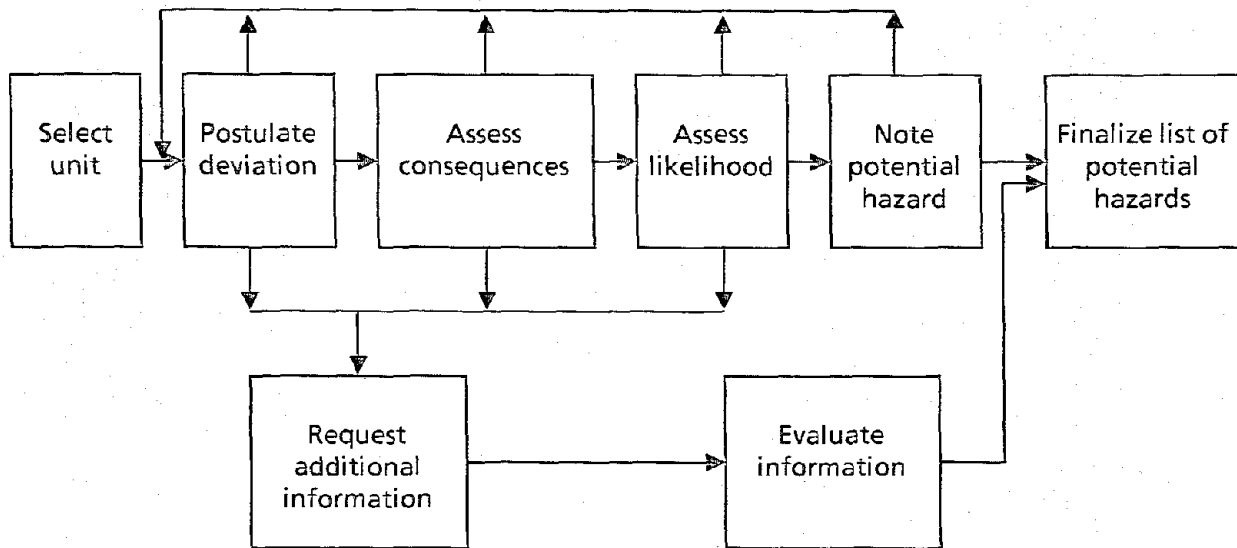 Select
unit
Postulate
deviation
Assess
consequences
Assess
likelihood
Note
potential
hazard
Finalize list of
potential
hazards
Request
additional
information
Evaluate
information